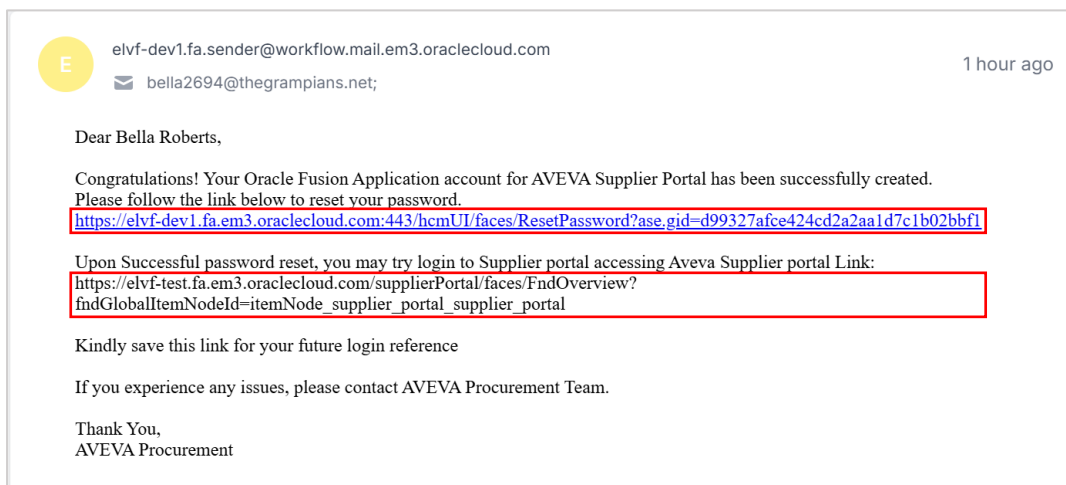 E
elvf-dev1.fa.sender@workflow.mail.em3.oraclecloud.com
1 hour ago
bella2694@thegrampians.net;
Dear Bella Roberts,
Congratulations! Your Oracle Fusion Application account for AVEVA Supplier Portal has been successfully created.
Please follow the link below to reset your password.
https://elvf-dev1.fa.em3.oraclecloud.com:443/hcmUI/faces/ResetPassword?ase.gid=d99327afce424cd2a2aa1d7c1b02bbf1
Upon Successful password reset, you may try login to Supplier portal accessing Aveva Supplier portal Link:
https://elvf-test.fa.em3.oraclecloud.com/supplierPortal/faces/FndOverview?
fndGlobalItemNodeId=itemNode_supplier_portal_supplier_portal
Kindly save this link for your future login reference
If you experience any issues, please contact AVEVA Procurement Team.
Thank You,
AVEVA Procurement